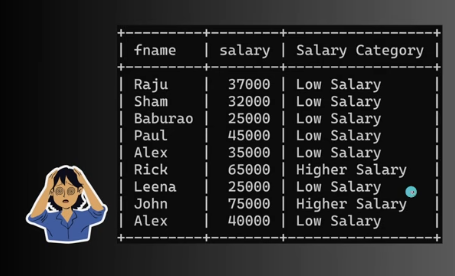 +---------+--------+-----------------+
| fname | salary | Salary Category |
+---------+--------+-----------------+
| Raju | 37000 | Low Salary |
| Sham | 32000 | Low Salary |
| Baburao | 25000 | Low Salary |
| Paul | 45000 | Low Salary |
| Alex | 35000 | Low Salary |
| Rick | 65000 | Higher Salary |
| Leena | 25000 | Low Salary |
| John | 75000 | Higher Salary |
| Alex | 40000 | Low Salary |
+---------+--------+-----------------+